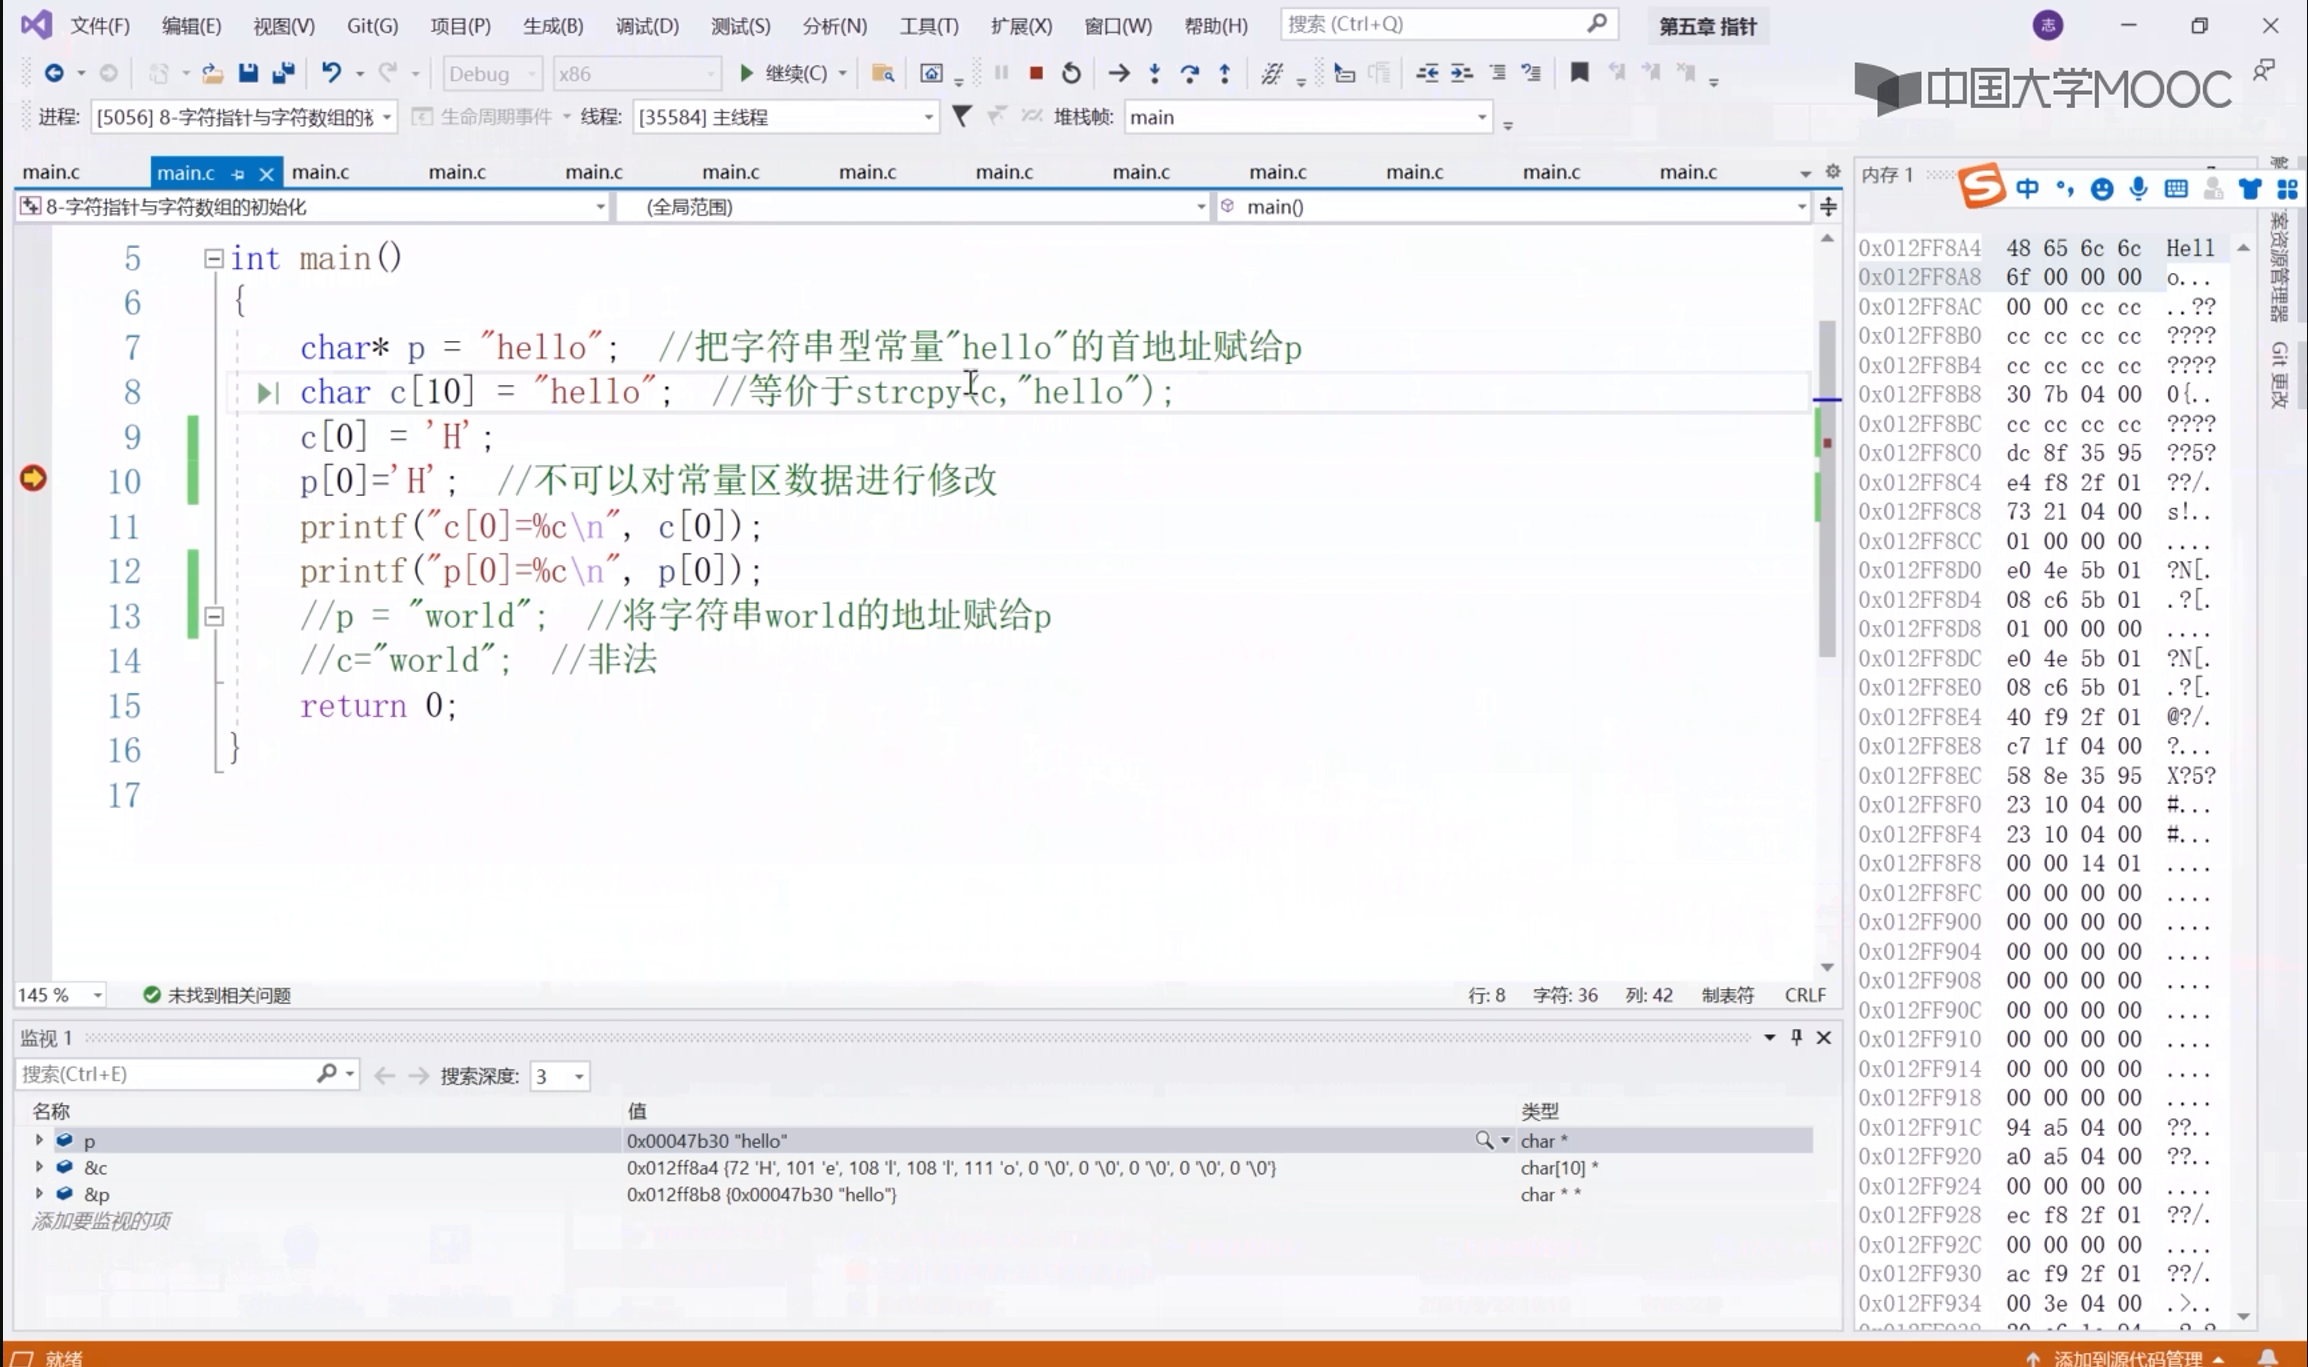 文件(F) 编辑(E) 视图(V) Git(G) 项目(P) 生成(B) 调试(D) 测试(S) 分析(N) 工具(T) 扩展(X) 窗口(W) 帮助(H) 搜索 (Ctrl+Q) 第五章 指针 志
Debug x86 继续(C)
中国大学MOOC
进程: [5056] 8-字符指针与字符数组的 生命周期事件 线程: [35584] 主线程 堆栈帧: main
main.c main.c main.c main.c main.c main.c main.c main.c main.c main.c main.c main.c main.c
8-字符指针与字符数组的初始化 (全局范围) main()
5 int main()
6 {
7 char* p = "hello"; //把字符串型常量"hello"的首地址赋给p
8 char c[10] = "hello"; //等价于strcpy(c,"hello");
9 c[0] = 'H';
10 p[0]='H'; //不可以对常量区数据进行修改
11 printf("c[0]=%c\n", c[0]);
12 printf("p[0]=%c\n", p[0]);
13 //p = "world"; //将字符串world的地址赋给p
14 //c="world"; //非法
15 return 0;
16 }
17
145 % 未找到相关问题 行: 8 字符: 36 列: 42 制表符 CRLF
监视 1
搜索(Ctrl+E) 搜索深度: 3
名称 值 类型
p 0x00047b30 "hello" char *
&c 0x012ff8a4 {72 'H', 101 'e', 108 'l', 108 'l', 111 'o', 0 '\0', 0 '\0', 0 '\0', 0 '\0', 0 '\0'} char[10] *
&p 0x012ff8b8 {0x00047b30 "hello"} char * *
添加要监视的项
内存 1
中
0x012FF8A4 48 65 6c 6c Hell
0x012FF8A8 6f 00 00 00 o...
0x012FF8AC 00 00 cc cc ..??
0x012FF8B0 cc cc cc cc ????
0x012FF8B4 cc cc cc cc ????
0x012FF8B8 30 7b 04 00 0{..
0x012FF8BC cc cc cc cc ????
0x012FF8C0 dc 8f 35 95 ??5?
0x012FF8C4 e4 f8 2f 01 ??/.
0x012FF8C8 73 21 04 00 s!..
0x012FF8CC 01 00 00 00 ....
0x012FF8D0 e0 4e 5b 01 ?N[.
0x012FF8D4 08 c6 5b 01 .?[.
0x012FF8D8 01 00 00 00 ....
0x012FF8DC e0 4e 5b 01 ?N[.
0x012FF8E0 08 c6 5b 01 .?[.
0x012FF8E4 40 f9 2f 01 @?/.
0x012FF8E8 c7 1f 04 00 ?...
0x012FF8EC 58 8e 35 95 X?5?
0x012FF8F0 23 10 04 00 #...
0x012FF8F4 23 10 04 00 #...
0x012FF8F8 00 00 14 01 ....
0x012FF8FC 00 00 00 00 ....
0x012FF900 00 00 00 00 ....
0x012FF904 00 00 00 00 ....
0x012FF908 00 00 00 00 ....
0x012FF90C 00 00 00 00 ....
0x012FF910 00 00 00 00 ....
0x012FF914 00 00 00 00 ....
0x012FF918 00 00 00 00 ....
0x012FF91C 94 a5 04 00 ??..
0x012FF920 a0 a5 04 00 ??..
0x012FF924 00 00 00 00 ....
0x012FF928 ec f8 2f 01 ??/.
0x012FF92C 00 00 00 00 ....
0x012FF930 ac f9 2f 01 ??/.
0x012FF934 00 3e 04 00 .>..
案资源管理器
Git 更改
就绪 添加到源代码管理